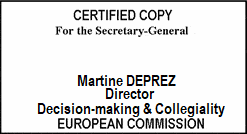 CERTIFIED COPY
For the Secretary-General
Martine DEPREZ
Director
Decision-making & Collegiality
EUROPEAN COMMISSION